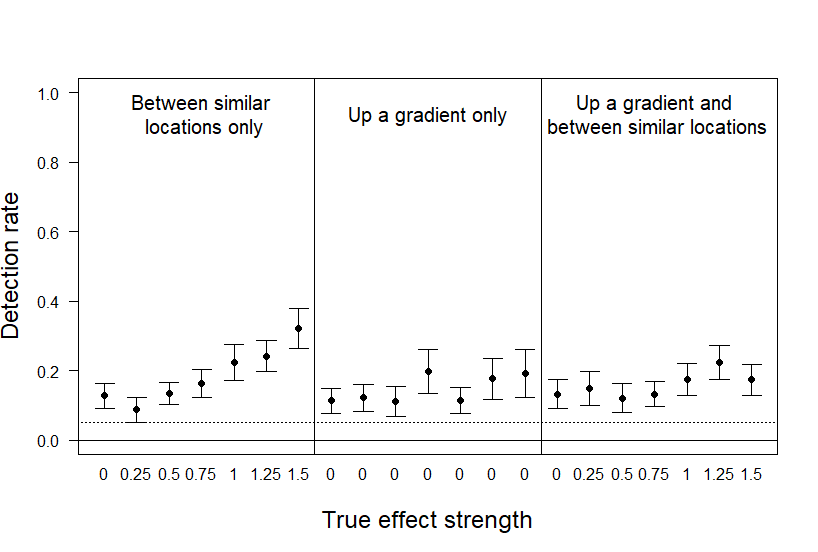 Between similar
locations only
Up a gradient only
Up a gradient and
between similar locations
Detection rate
1.0
0.8
0.6
0.4
0.2
0.0
0 0.25 0.5 0.75 1 1.25 1.5 0 0 0 0 0 0 0 0 0.25 0.5 0.75 1 1.25 1.5
True effect strength